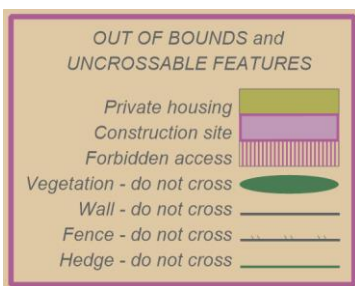 OUT OF BOUNDS and
UNCROSSABLE FEATURES
Private housing
Construction site
Forbidden access
Vegetation - do not cross
Wall - do not cross
Fence - do not cross
Hedge - do not cross